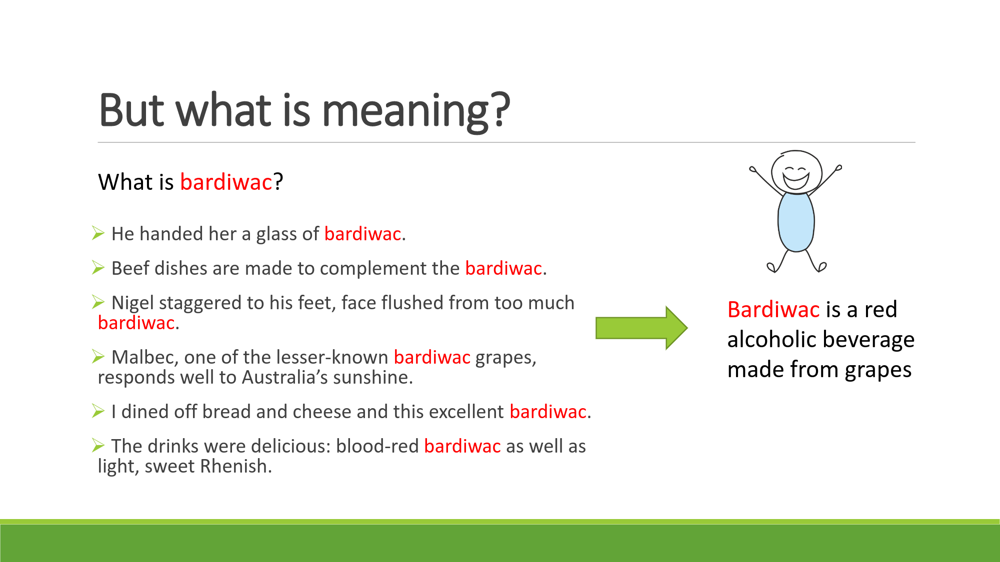 But what is meaning?
What is bardiwac?
He handed her a glass of bardiwac.
Beef dishes are made to complement the bardiwac.
Nigel staggered to his feet, face flushed from too much
bardiwac.
Malbec, one of the lesser-known bardiwac grapes,
responds well to Australia’s sunshine.
I dined off bread and cheese and this excellent bardiwac.
The drinks were delicious: blood-red bardiwac as well as
light, sweet Rhenish.
Bardiwac is a red
alcoholic beverage
made from grapes